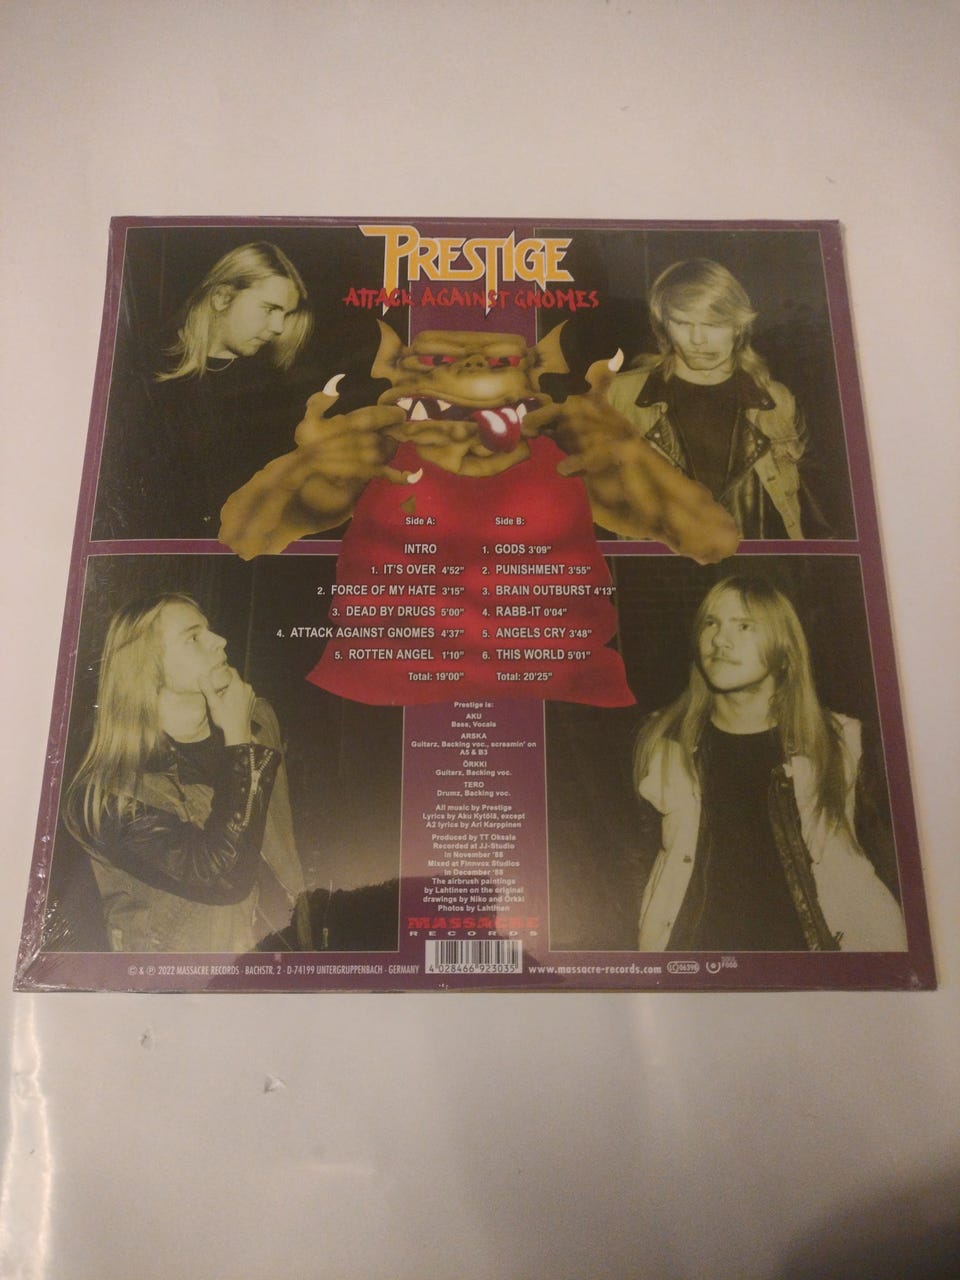 PRESTIGE
ATTACK AGAINST GNOMES
Side A:
INTRO
1. IT'S OVER 4'52"
2. FORCE OF MY HATE 3'15"
3. DEAD BY DRUGS 5'00"
4. ATTACK AGAINST GNOMES 4'37"
5. ROTTEN ANGEL 1'10"
Total: 19'00"
Side B:
1. GODS 3'09"
2. PUNISHMENT 3'55"
3. BRAIN OUTBURST 4'13"
4. RABB-IT 0'04"
5. ANGELS CRY 3'48"
6. THIS WORLD 5'01"
Total: 20'25"
Prestige is:
AKU
Bass, Vocals
ARSKA
Guitarz, Backing voc., screamin' on
A5 & B3
ÖRKKI
Guitarz, Backing voc.
TERO
Drumz, Backing voc.
All music by Prestige
Lyrics by Aku Kytölä, except
A2 lyrics by Ari Karppinen
Produced by TT Oksala
Recorded at JJ-Studio
in November '88
Mixed at Finnvox Studios
in December '88
The airbrush paintings
by Lahtinen on the original
drawings by Niko and Örkki
Photos by Lahtinen
MASSACRE
RECORDS
© & ℗ 2022 MASSACRE RECORDS · BACHSTR. 2 · D-74199 UNTERGRUPPENBACH · GERMANY
4 028466 923035
www.massacre-records.com
LC 06398
SOUL
FOOD